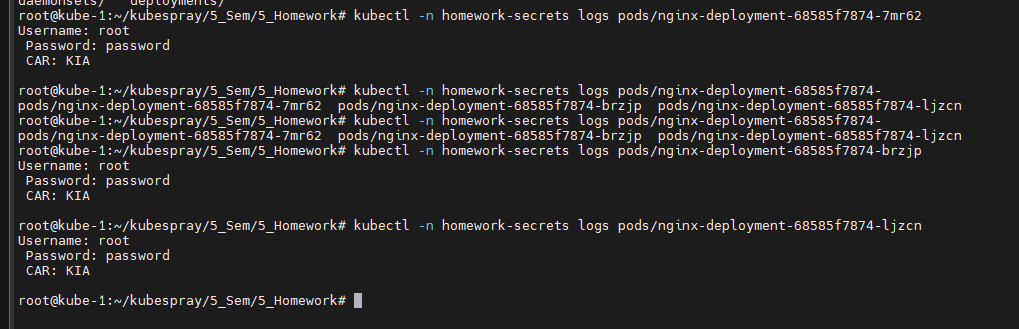 daemonsets/   deployments/
root@kube-1:~/kubespray/5_Sem/5_Homework# kubectl -n homework-secrets logs pods/nginx-deployment-68585f7874-7mr62
Username: root
 Password: password
 CAR: KIA
root@kube-1:~/kubespray/5_Sem/5_Homework# kubectl -n homework-secrets logs pods/nginx-deployment-68585f7874-
pods/nginx-deployment-68585f7874-7mr62  pods/nginx-deployment-68585f7874-brzjp  pods/nginx-deployment-68585f7874-ljzcn
root@kube-1:~/kubespray/5_Sem/5_Homework# kubectl -n homework-secrets logs pods/nginx-deployment-68585f7874-
pods/nginx-deployment-68585f7874-7mr62  pods/nginx-deployment-68585f7874-brzjp  pods/nginx-deployment-68585f7874-ljzcn
root@kube-1:~/kubespray/5_Sem/5_Homework# kubectl -n homework-secrets logs pods/nginx-deployment-68585f7874-brzjp
Username: root
 Password: password
 CAR: KIA
root@kube-1:~/kubespray/5_Sem/5_Homework# kubectl -n homework-secrets logs pods/nginx-deployment-68585f7874-ljzcn
Username: root
 Password: password
 CAR: KIA
root@kube-1:~/kubespray/5_Sem/5_Homework#